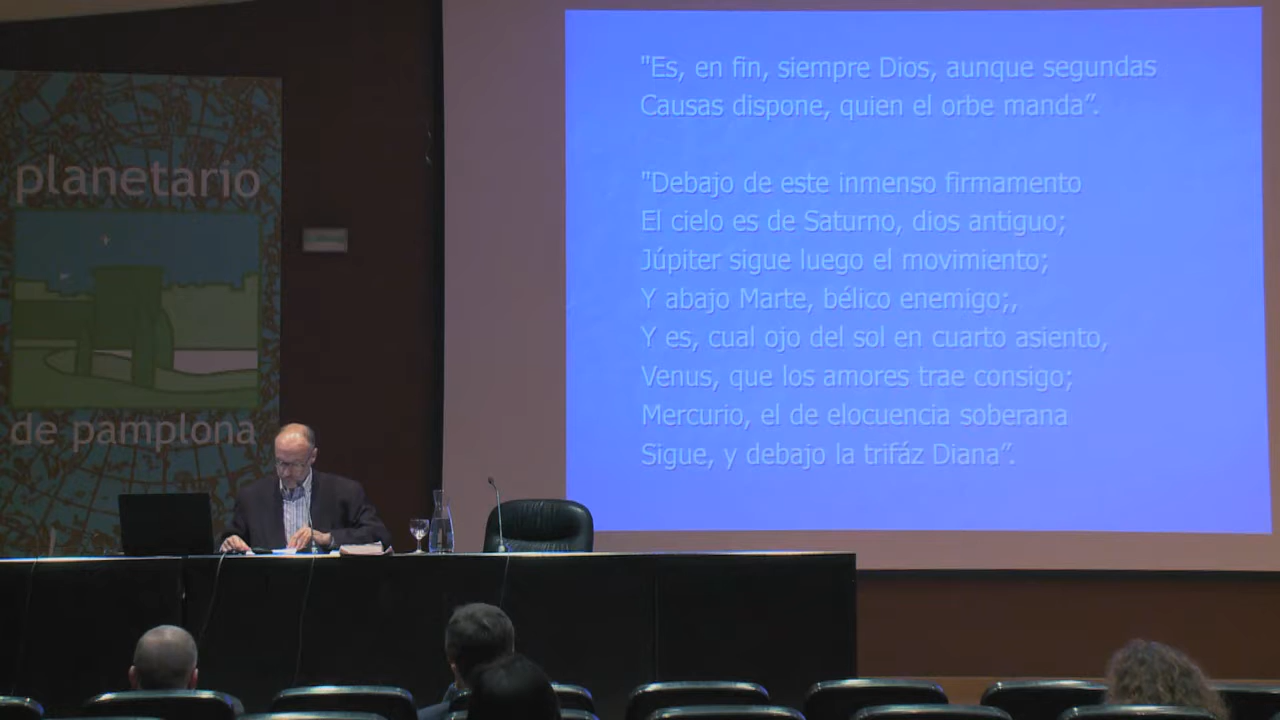 planetario
de pamplona
"Es, en fin, siempre Dios, aunque segundas
Causas dispone, quien el orbe manda”.
"Debajo de este inmenso firmamento
El cielo es de Saturno, dios antiguo;
Júpiter sigue luego el movimiento;
Y abajo Marte, bélico enemigo;,
Y es, cual ojo del sol en cuarto asiento,
Venus, que los amores trae consigo;
Mercurio, el de elocuencia soberana
Sigue, y debajo la trifáz Diana”.